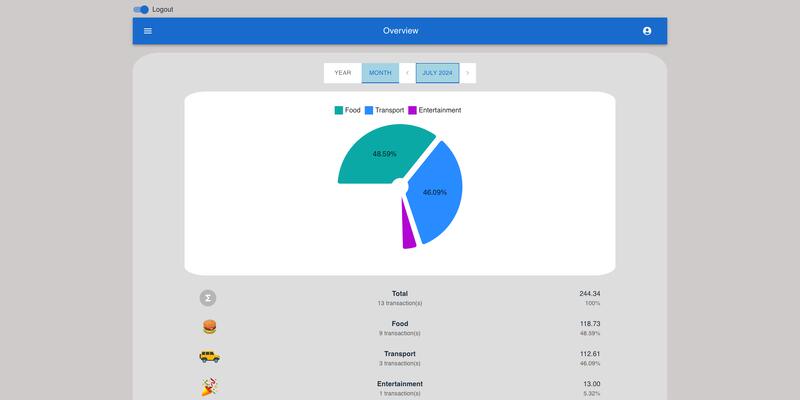 Logout
Overview
YEAR MONTH < JULY 2024 >
Food Transport Entertainment
48.59%
46.09%
Σ Total 244.34
13 transaction(s) 100%
Food 118.73
9 transaction(s) 48.59%
Transport 112.61
3 transaction(s) 46.09%
Entertainment 13.00
1 transaction(s) 5.32%